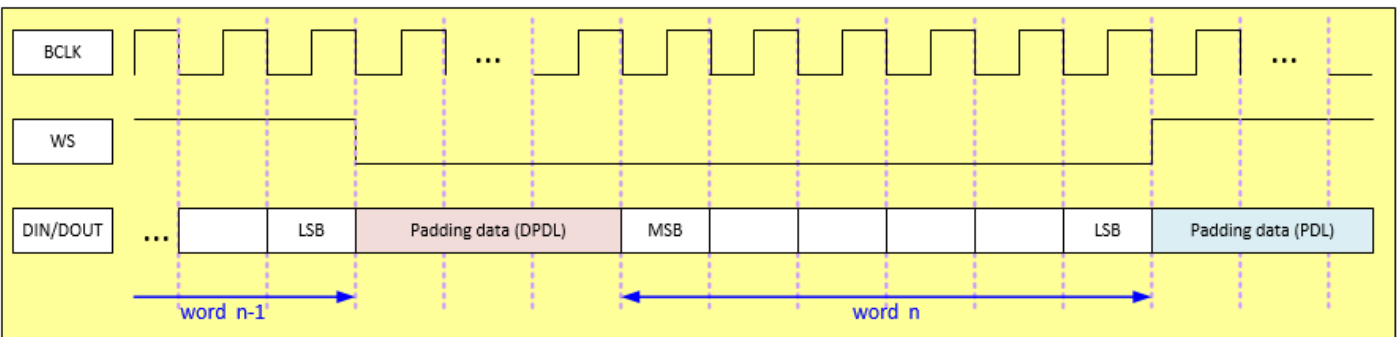 BCLK ... ...
WS
DIN/DOUT ... LSB Padding data (DPDL) MSB LSB Padding data (PDL)
word n-1 word n